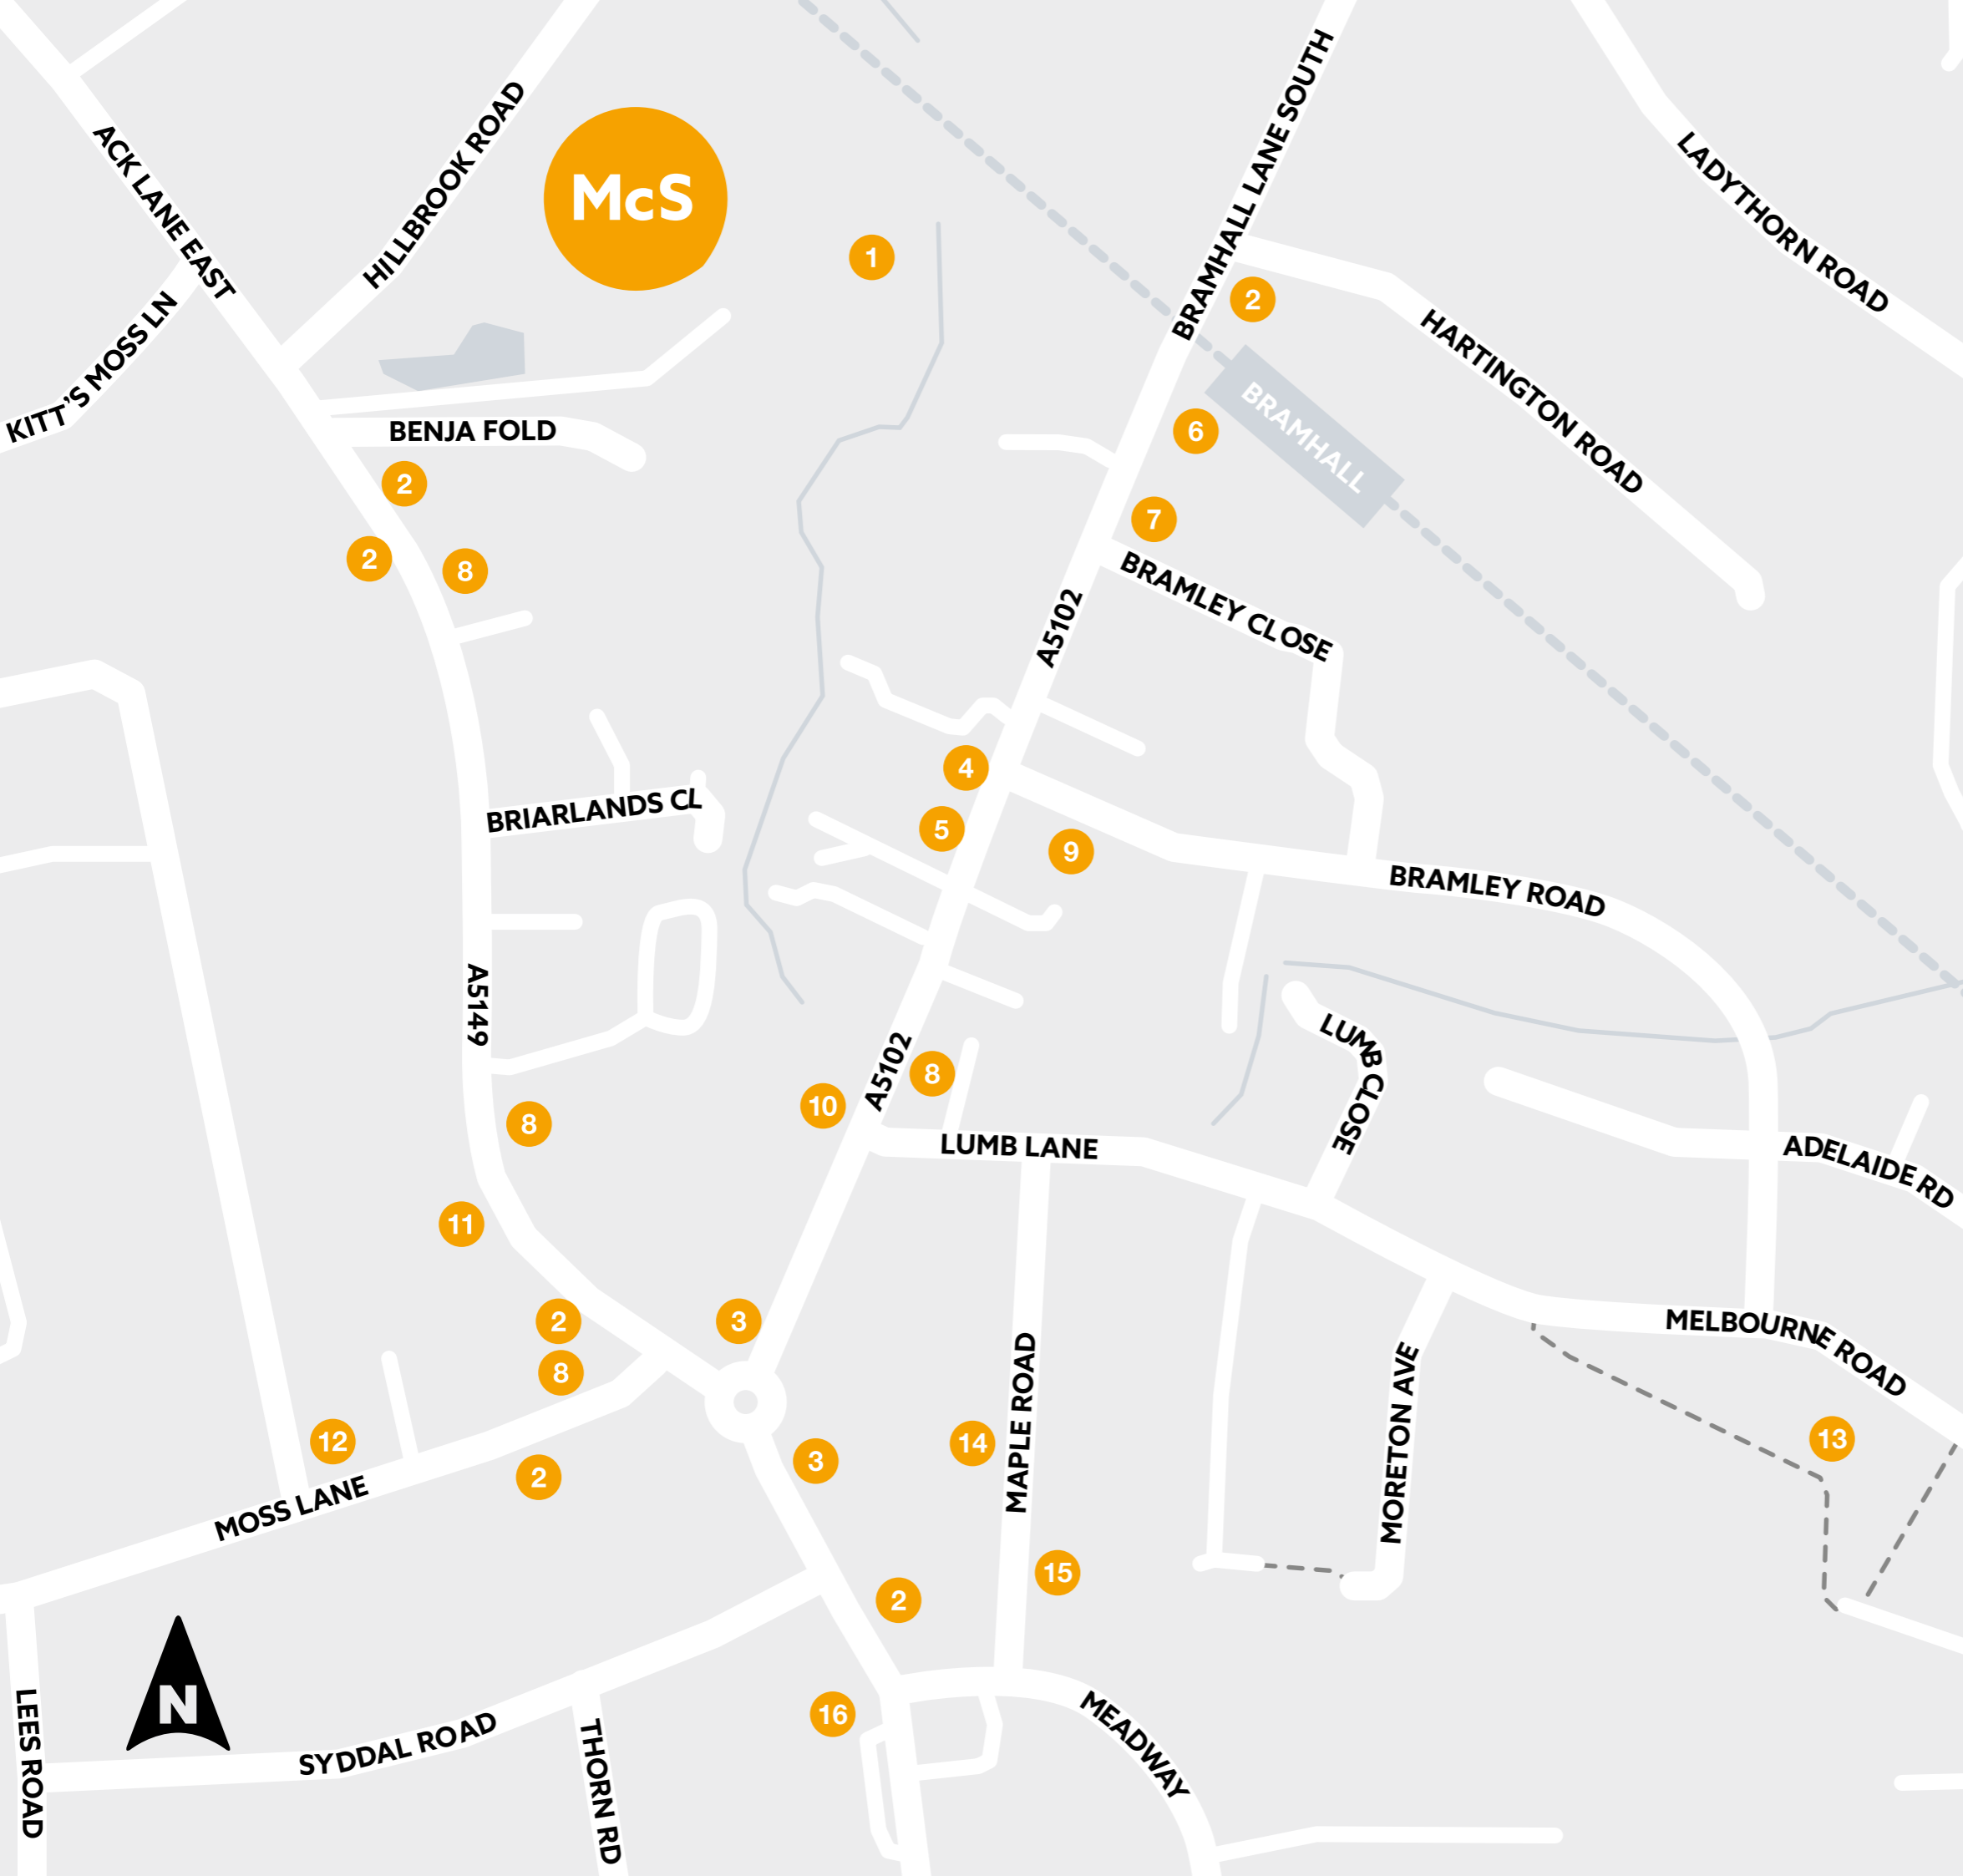 BRAMHALL LANE SOUTH
ACK LANE EAST
HILLBROOK ROAD
McS
LADYTHORN ROAD
1
2
KITT'S MOSS LN
HARTINGTON ROAD
BENJA FOLD
BRAMHALL
6
2
7
2
8
BRAMLEY CLOSE
A5102
4
BRIARLANDS CL
5
9
BRAMLEY ROAD
A5149
LUMB CLOSE
A5102
8
10
8
LUMB LANE
ADELAIDE RD
11
2
3
MELBOURNE ROAD
8
MAPLE ROAD
MORETON AVE
12
14
13
3
2
MOSS LANE
15
2
N
16
LEES ROAD
SYDDAL ROAD
THORN RD
MEADWAY